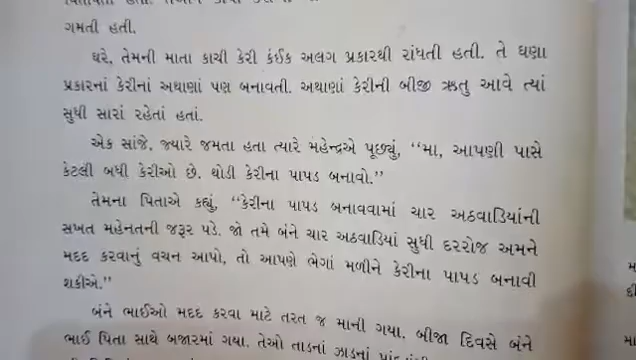 ગમતી હતી.
ઘરે, તેમની માતા કાચી કેરી કંઈક અલગ પ્રકારથી રાંધતી હતી. તે ઘણા
પ્રકારનાં કેરીનાં અથાણાં પણ બનાવતી. અથાણાં કેરીની બીજી ઋતુ આવે ત્યાં
સુધી સારાં રહેતાં હતાં.
એક સાંજે, જ્યારે જમતા હતા ત્યારે મહેન્દ્રએ પૂછ્યું, “મા, આપણી પાસે
કેટલી બધી કેરીઓ છે. થોડી કેરીના પાપડ બનાવો.”
તેમના પિતાએ કહ્યું, “કેરીના પાપડ બનાવવામાં ચાર અઠવાડિયાંની
સખત મહેનતની જરૂર પડે. જો તમે બંને ચાર અઠવાડિયાં સુધી દરરોજ અમને
મદદ કરવાનું વચન આપો, તો આપણે ભેગાં મળીને કેરીના પાપડ બનાવી
શકીએ.”
બંને ભાઈઓ મદદ કરવા માટે તરત જ માની ગયા. બીજા દિવસે બંને
ભાઈ પિતા સાથે બજારમાં ગયા. તેઓ તાડનાં ઝાડનાં